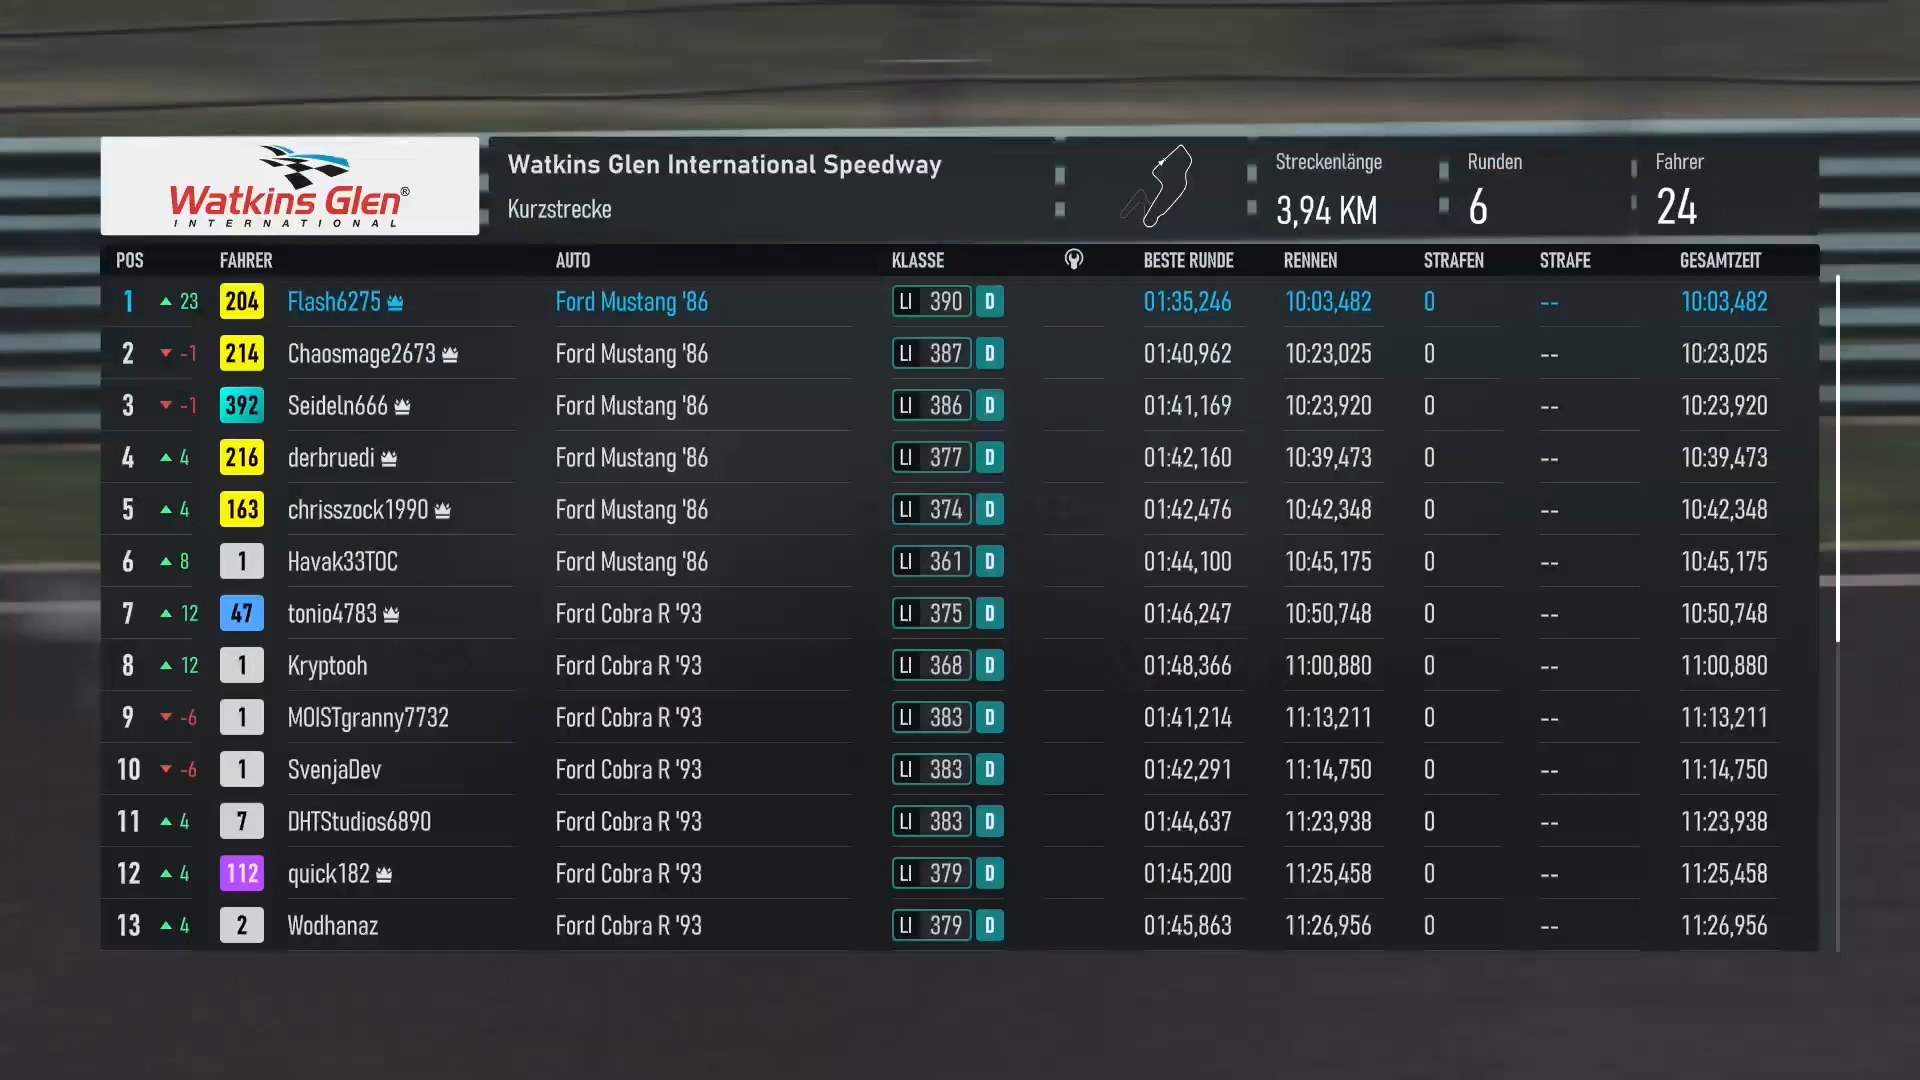 Watkins Glen®
INTERNATIONAL
Watkins Glen International Speedway
Kurzstrecke
Streckenlänge
3,94 KM
Runden
6
Fahrer
24
POS FAHRER AUTO KLASSE BESTE RUNDE RENNEN STRAFEN STRAFE GESAMTZEIT
1 23 204 Flash6275 Ford Mustang '86 LI 390 D 01:35,246 10:03,482 0 -- 10:03,482
2 -1 214 Chaosmage2673 Ford Mustang '86 LI 387 D 01:40,962 10:23,025 0 -- 10:23,025
3 -1 392 Seideln666 Ford Mustang '86 LI 386 D 01:41,169 10:23,920 0 -- 10:23,920
4 4 216 derbruedi Ford Mustang '86 LI 377 D 01:42,160 10:39,473 0 -- 10:39,473
5 4 163 chrisszock1990 Ford Mustang '86 LI 374 D 01:42,476 10:42,348 0 -- 10:42,348
6 8 1 Havak33TOC Ford Mustang '86 LI 361 D 01:44,100 10:45,175 0 -- 10:45,175
7 12 47 tonio4783 Ford Cobra R '93 LI 375 D 01:46,247 10:50,748 0 -- 10:50,748
8 12 1 Kryptooh Ford Cobra R '93 LI 368 D 01:48,366 11:00,880 0 -- 11:00,880
9 -6 1 MOISTgranny7732 Ford Cobra R '93 LI 383 D 01:41,214 11:13,211 0 -- 11:13,211
10 -6 1 SvenjaDev Ford Cobra R '93 LI 383 D 01:42,291 11:14,750 0 -- 11:14,750
11 4 7 DHTStudios6890 Ford Cobra R '93 LI 383 D 01:44,637 11:23,938 0 -- 11:23,938
12 4 112 quick182 Ford Cobra R '93 LI 379 D 01:45,200 11:25,458 0 -- 11:25,458
13 4 2 Wodhanaz Ford Cobra R '93 LI 379 D 01:45,863 11:26,956 0 -- 11:26,956